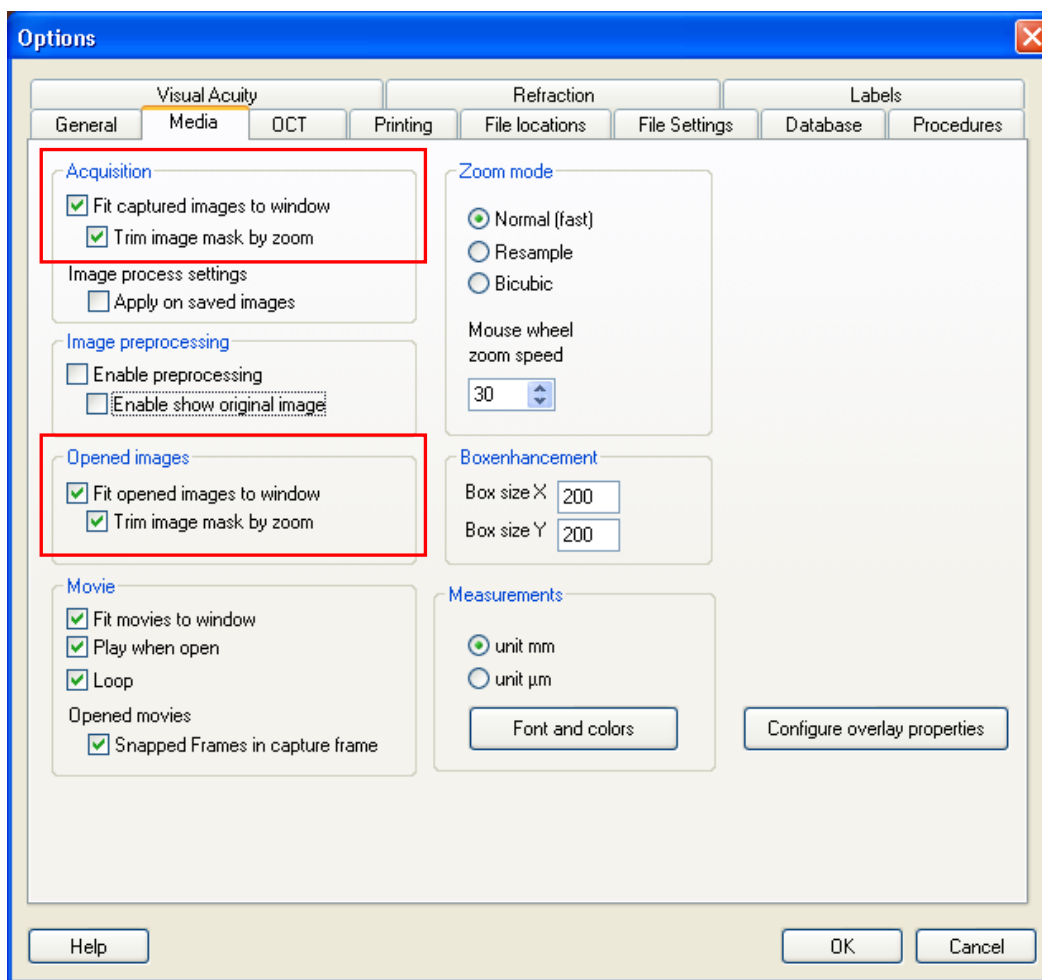 Options
Visual Acuity
Refraction
Labels
General
Media
OCT
Printing
File locations
File Settings
Database
Procedures
Acquisition
Fit captured images to window
Trim image mask by zoom
Image process settings
Apply on saved images
Image preprocessing
Enable preprocessing
Enable show original image
Opened images
Fit opened images to window
Trim image mask by zoom
Movie
Fit movies to window
Play when open
Loop
Opened movies
Snapped Frames in capture frame
Zoom mode
Normal (fast)
Resample
Bicubic
Mouse wheel
zoom speed
30
Boxenhancement
Box size X 200
Box size Y 200
Measurements
unit mm
unit µm
Font and colors
Configure overlay properties
Help
OK
Cancel